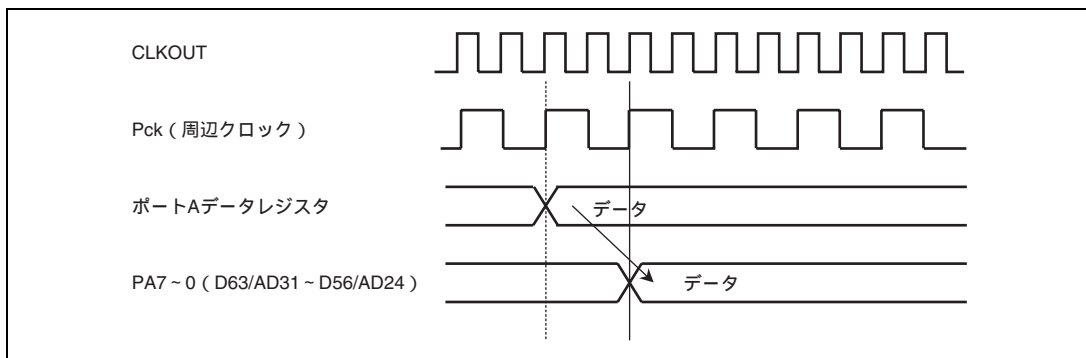 CLKOUT
Pck（周辺クロック）
ポートAデータレジスタ
データ
PA7～0（D63/AD31～D56/AD24）
データ